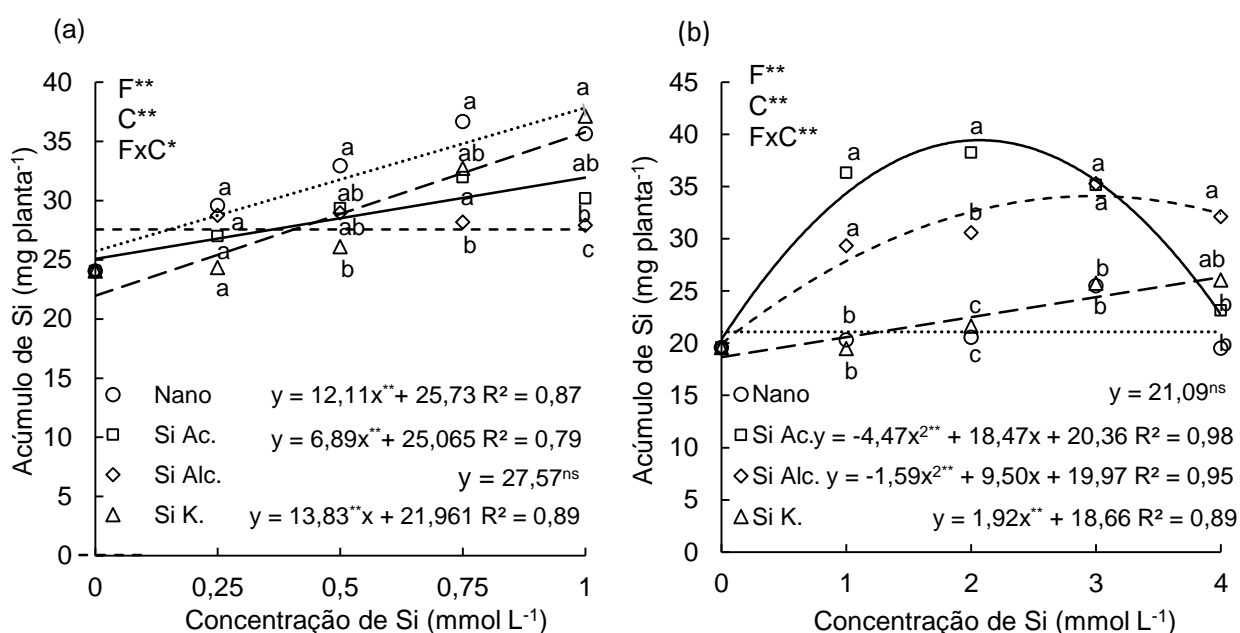 (a)
F**
C**
FxC*
Acúmulo de Si (mg planta-1)
40
35
30
25
20
15
10
5
0
a
a
a
a
ab
ab
ab
a
a
a
ab
a
b
a
b
b
c
Nano y = 12,11x**+ 25,73 R² = 0,87
Si Ac. y = 6,89x**+ 25,065 R² = 0,79
Si Alc. y = 27,57ns
Si K. y = 13,83**x + 21,961 R² = 0,89
0 0,25 0,5 0,75 1
Concentração de Si (mmol L-1)
(b)
F**
C**
FxC**
Acúmulo de Si (mg planta-1)
45
40
35
30
25
20
15
10
5
0
a
a
a
a
a
b
a
a
ab
b
b
c
b
b
b
b
c
Nano y = 21,09ns
Si Ac. y = -4,47x2** + 18,47x + 20,36 R² = 0,98
Si Alc. y = -1,59x2** + 9,50x + 19,97 R² = 0,95
Si K. y = 1,92x** + 18,66 R² = 0,89
0 1 2 3 4
Concentração de Si (mmol L-1)